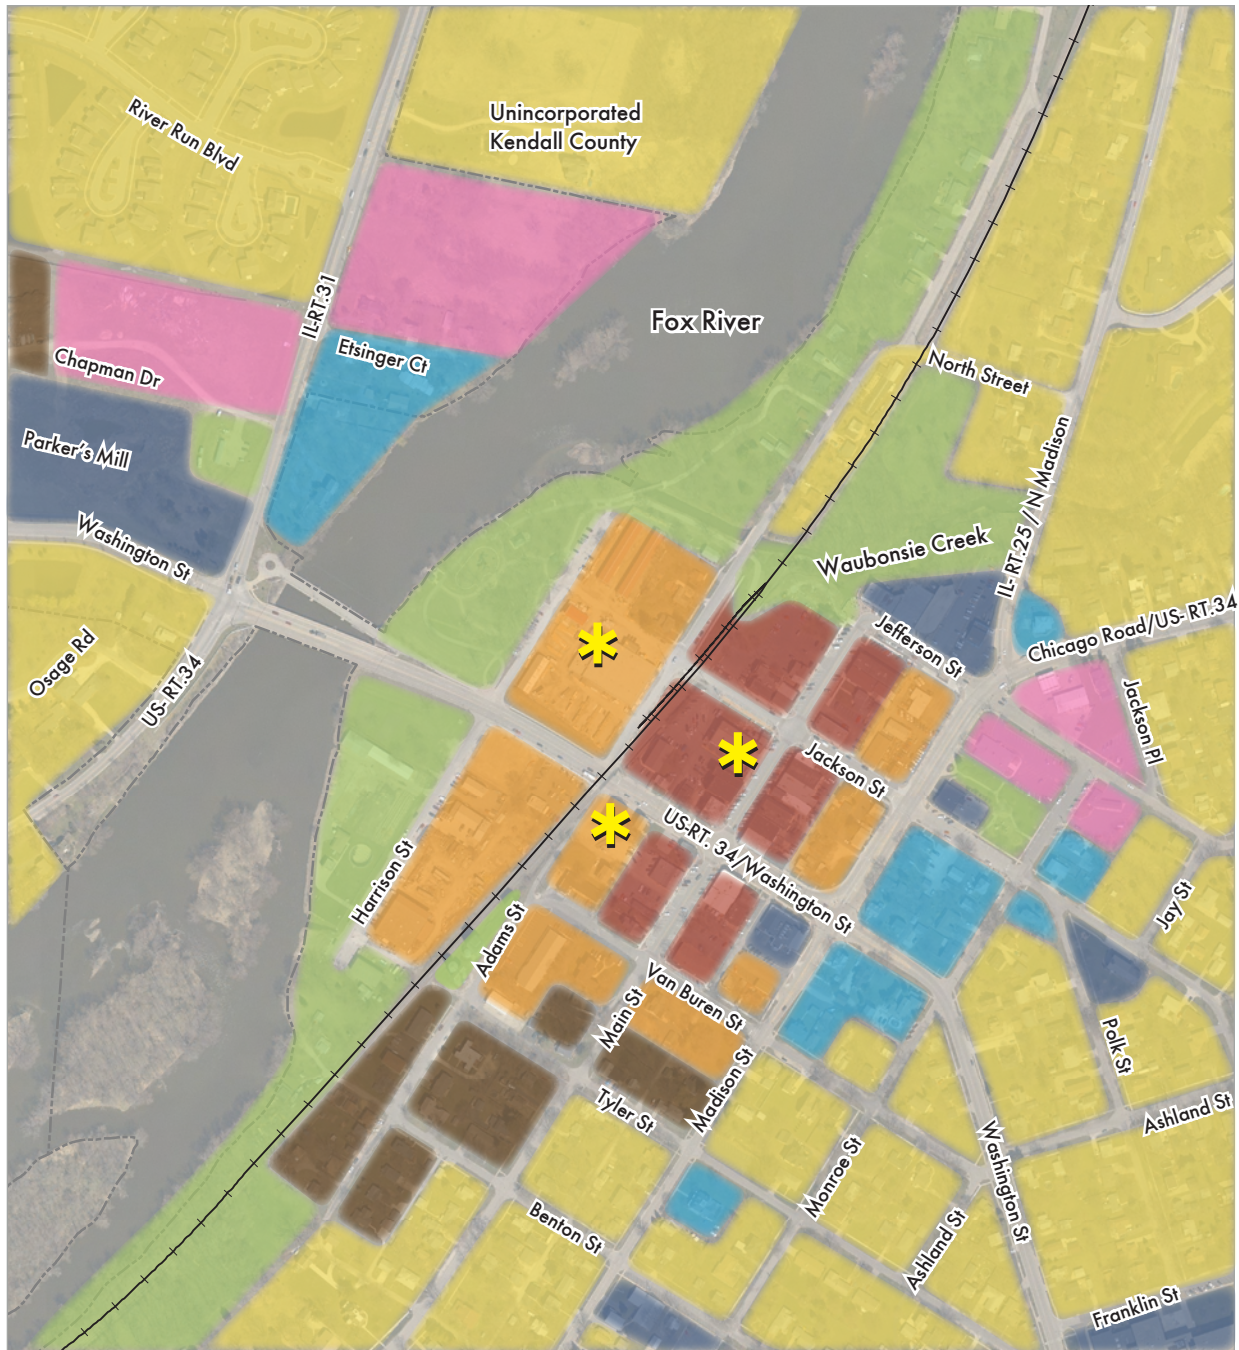 River Run Blvd
Unincorporated
Kendall County
IL-RT.31
Fox River
Etsinger Ct
Chapman Dr
North Street
Parker's Mill
IL- RT.25 / N Madison
Washington St
Waubonsie Creek
Jefferson St
Chicago Road/US- RT.34
Osage Rd
US- RT.34
Jackson Pl
Jackson St
US-RT. 34/Washington St
Harrison St
Adams St
Jay St
Van Buren St
Main St
Polk St
Madison St
Tyler St
Ashland St
Washington St
Monroe St
Benton St
Ashland St
Franklin St